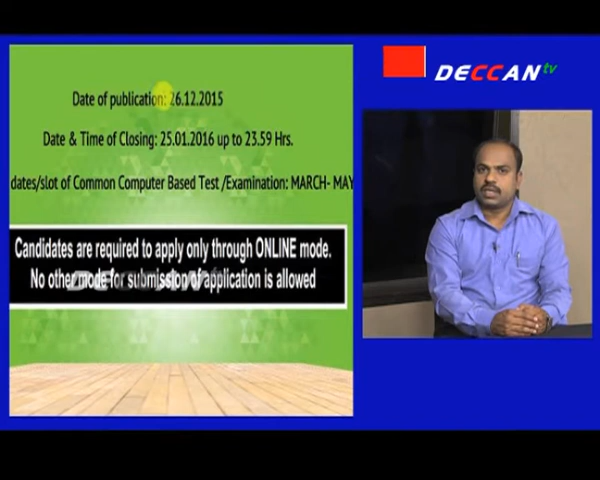 Date of publication: 26.12.2015
Date & Time of Closing: 25.01.2016 up to 23.59 Hrs.
dates/slot of Common Computer Based Test /Examination: MARCH- MAY
Candidates are required to apply only through ONLINE mode.
No other mode for submission of application is allowed
DECCAN tv
DECCAN tv